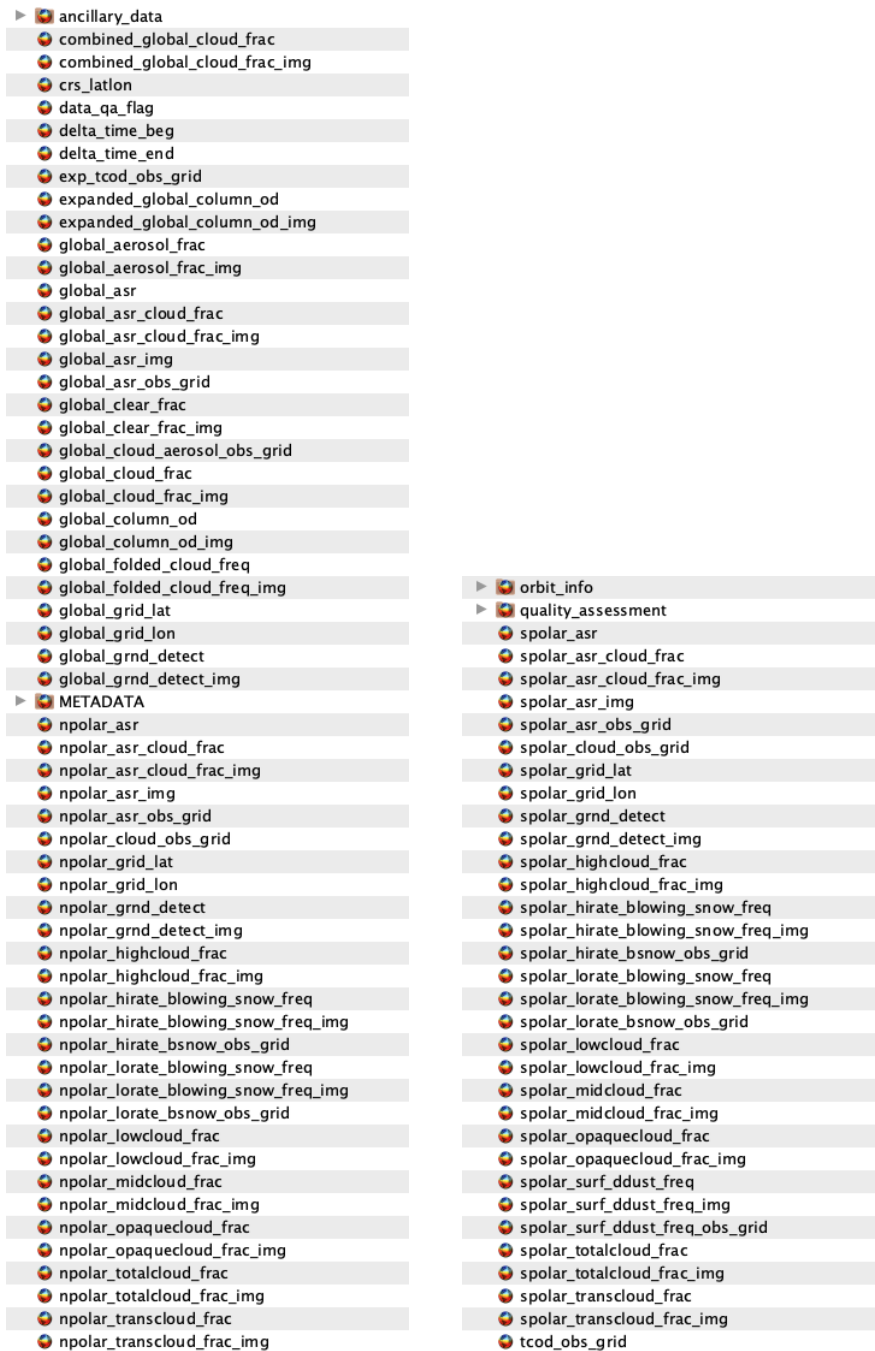 ancillary_data
combined_global_cloud_frac
combined_global_cloud_frac_img
crs_latlon
data_qa_flag
delta_time_beg
delta_time_end
exp_tcod_obs_grid
expanded_global_column_od
expanded_global_column_od_img
global_aerosol_frac
global_aerosol_frac_img
global_asr
global_asr_cloud_frac
global_asr_cloud_frac_img
global_asr_img
global_asr_obs_grid
global_clear_frac
global_clear_frac_img
global_cloud_aerosol_obs_grid
global_cloud_frac
global_cloud_frac_img
global_column_od
global_column_od_img
global_folded_cloud_freq
global_folded_cloud_freq_img
global_grid_lat
global_grid_lon
global_grnd_detect
global_grnd_detect_img
METADATA
npolar_asr
npolar_asr_cloud_frac
npolar_asr_cloud_frac_img
npolar_asr_img
npolar_asr_obs_grid
npolar_cloud_obs_grid
npolar_grid_lat
npolar_grid_lon
npolar_grnd_detect
npolar_grnd_detect_img
npolar_highcloud_frac
npolar_highcloud_frac_img
npolar_hirate_blowing_snow_freq
npolar_hirate_blowing_snow_freq_img
npolar_hirate_bsnow_obs_grid
npolar_lorate_blowing_snow_freq
npolar_lorate_blowing_snow_freq_img
npolar_lorate_bsnow_obs_grid
npolar_lowcloud_frac
npolar_lowcloud_frac_img
npolar_midcloud_frac
npolar_midcloud_frac_img
npolar_opaquecloud_frac
npolar_opaquecloud_frac_img
npolar_totalcloud_frac
npolar_totalcloud_frac_img
npolar_transcloud_frac
npolar_transcloud_frac_img
orbit_info
quality_assessment
spolar_asr
spolar_asr_cloud_frac
spolar_asr_cloud_frac_img
spolar_asr_img
spolar_asr_obs_grid
spolar_cloud_obs_grid
spolar_grid_lat
spolar_grid_lon
spolar_grnd_detect
spolar_grnd_detect_img
spolar_highcloud_frac
spolar_highcloud_frac_img
spolar_hirate_blowing_snow_freq
spolar_hirate_blowing_snow_freq_img
spolar_hirate_bsnow_obs_grid
spolar_lorate_blowing_snow_freq
spolar_lorate_blowing_snow_freq_img
spolar_lorate_bsnow_obs_grid
spolar_lowcloud_frac
spolar_lowcloud_frac_img
spolar_midcloud_frac
spolar_midcloud_frac_img
spolar_opaquecloud_frac
spolar_opaquecloud_frac_img
spolar_surf_ddust_freq
spolar_surf_ddust_freq_img
spolar_surf_ddust_freq_obs_grid
spolar_totalcloud_frac
spolar_totalcloud_frac_img
spolar_transcloud_frac
spolar_transcloud_frac_img
tcod_obs_grid